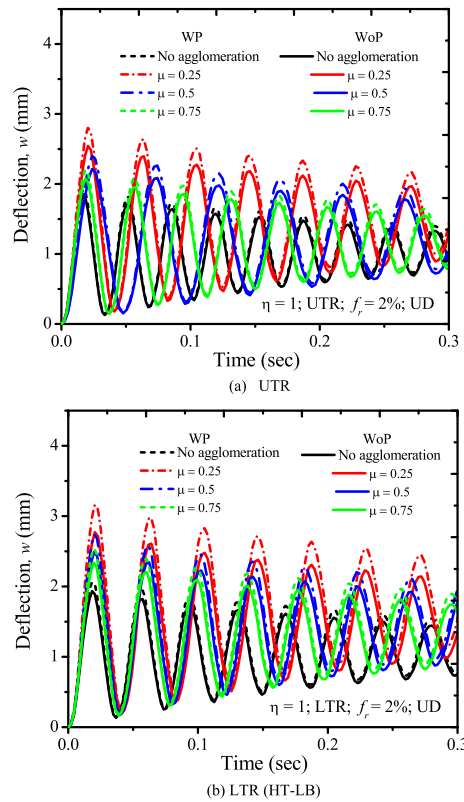 WP WoP
No agglomeration No agglomeration
μ = 0.25 μ = 0.25
μ = 0.5 μ = 0.5
μ = 0.75 μ = 0.75
Deflection, w (mm)
4
3
2
1
0
η = 1; UTR; f_r = 2%; UD
0.0 0.1 0.2 0.3
Time (sec)
(a) UTR
WP WoP
No agglomeration No agglomeration
μ = 0.25 μ = 0.25
μ = 0.5 μ = 0.5
μ = 0.75 μ = 0.75
Deflection, w (mm)
4
3
2
1
0
η = 1; LTR; f_r = 2%; UD
0.0 0.1 0.2 0.3
Time (sec)
(b) LTR (HT-LB)